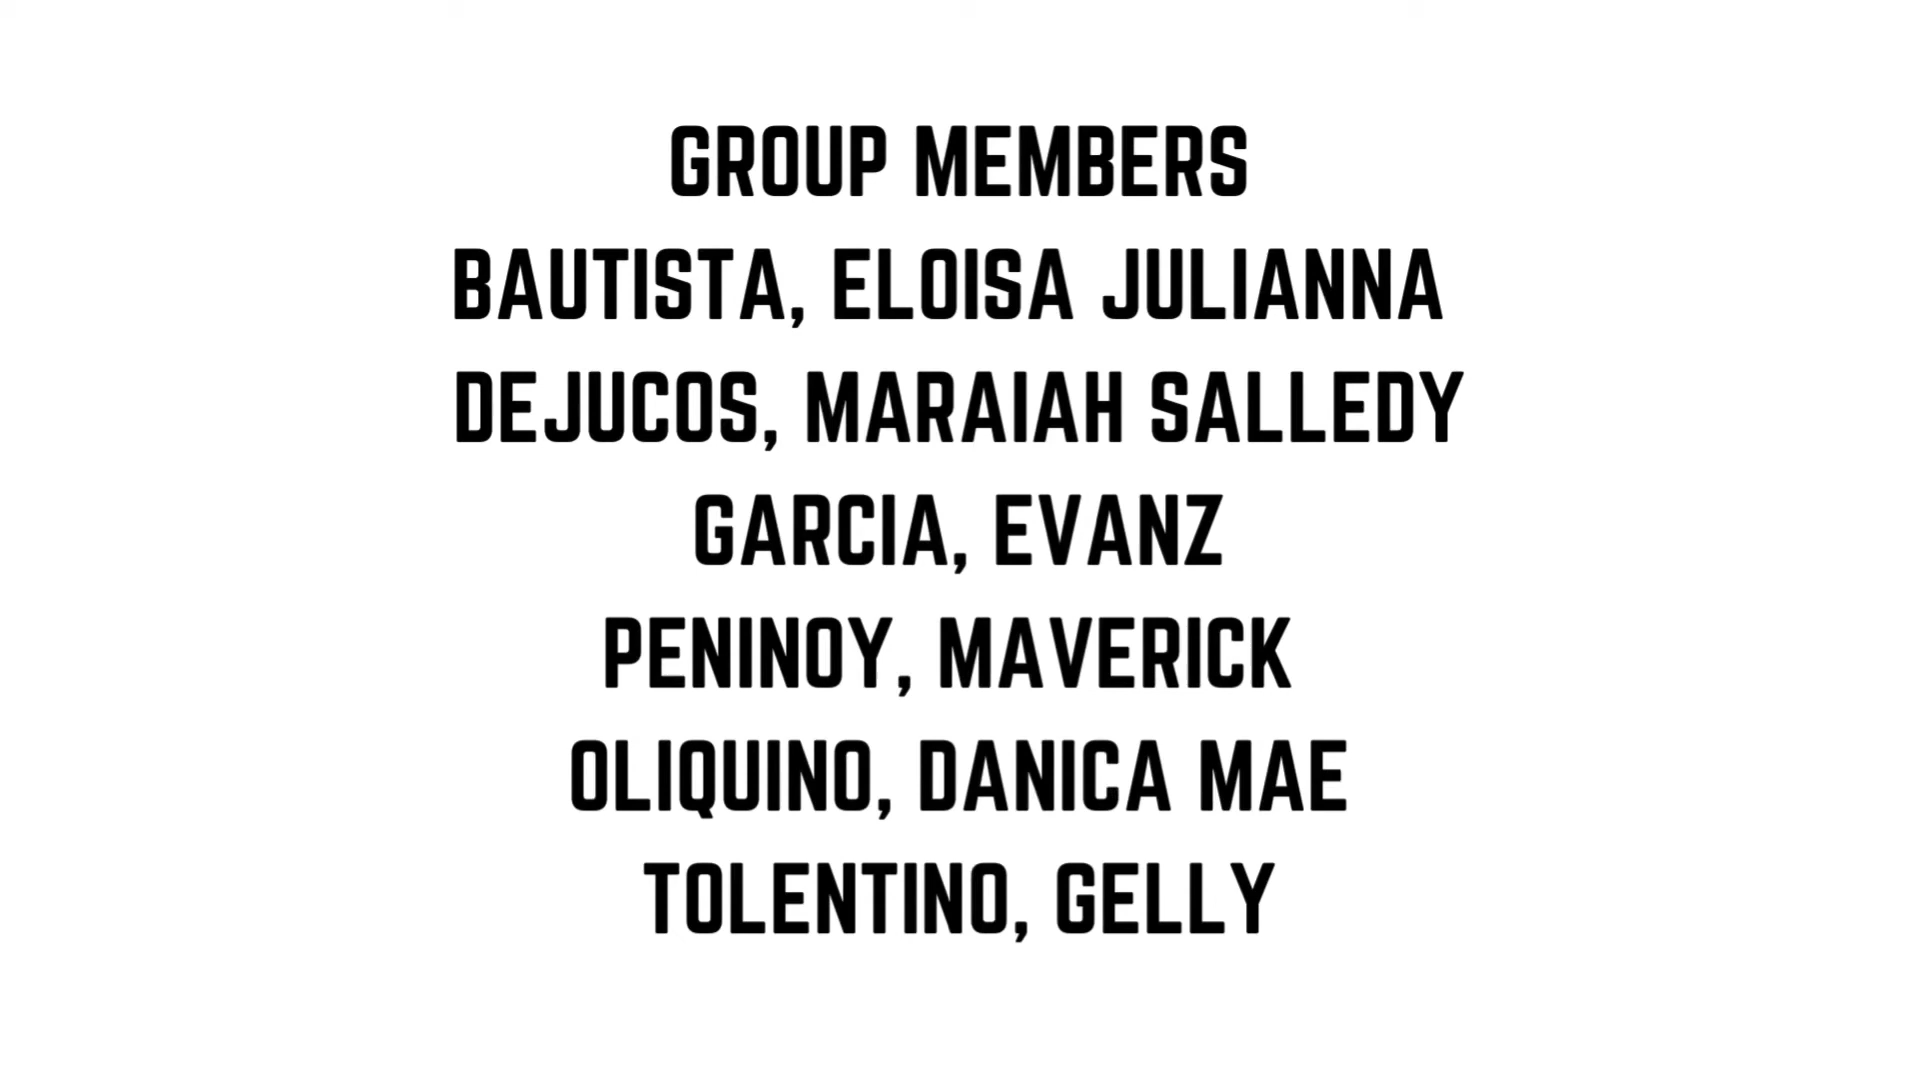 GROUP MEMBERS
BAUTISTA, ELOISA JULIANNA
DEJUCOS, MARAIAH SALLEDY
GARCIA, EVANZ
PENINOY, MAVERICK
OLIQUINO, DANICA MAE
TOLENTINO, GELLY